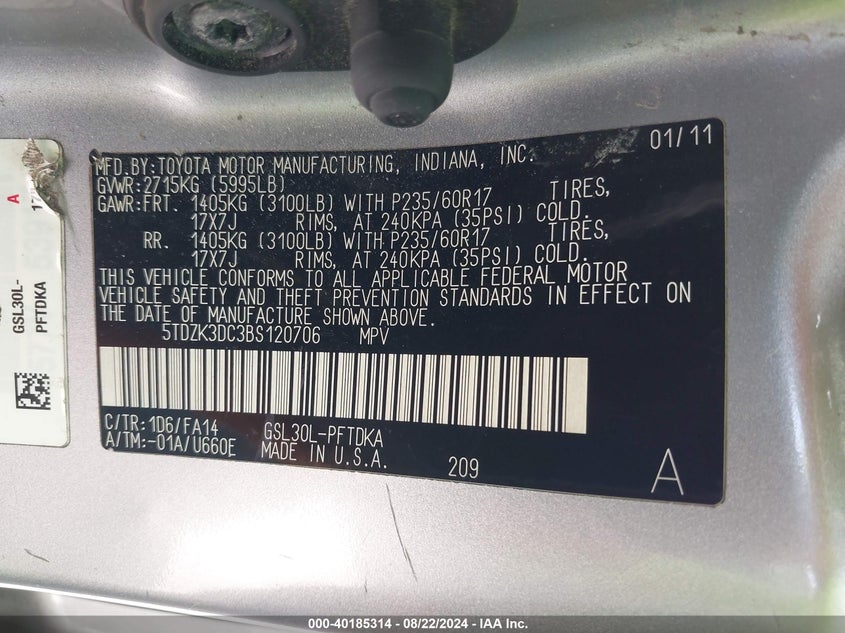 01/11
MFD.BY:TOYOTA MOTOR MANUFACTURING, INDIANA, INC.
GVWR:2715KG (5995LB)
GAWR:FRT. 1405KG (3100LB) WITH P235/60R17 TIRES,
17X7J RIMS, AT 240KPA (35PSI) COLD.
RR. 1405KG (3100LB) WITH P235/60R17 TIRES,
17X7J RIMS, AT 240KPA (35PSI) COLD.
THIS VEHICLE CONFORMS TO ALL APPLICABLE FEDERAL MOTOR
VEHICLE SAFETY AND THEFT PREVENTION STANDARDS IN EFFECT ON
THE DATE OF MANUFACTURE SHOWN ABOVE.
5TDZK3DC3BS120706 MPV
C/TR:1D6/FA14 GSL30L-PFTDKA
A/TM:-01A/U660E MADE IN U.S.A. 209
A
A
GSL30L-
PFTDKA
000-40185314 - 08/22/2024 - IAA Inc.